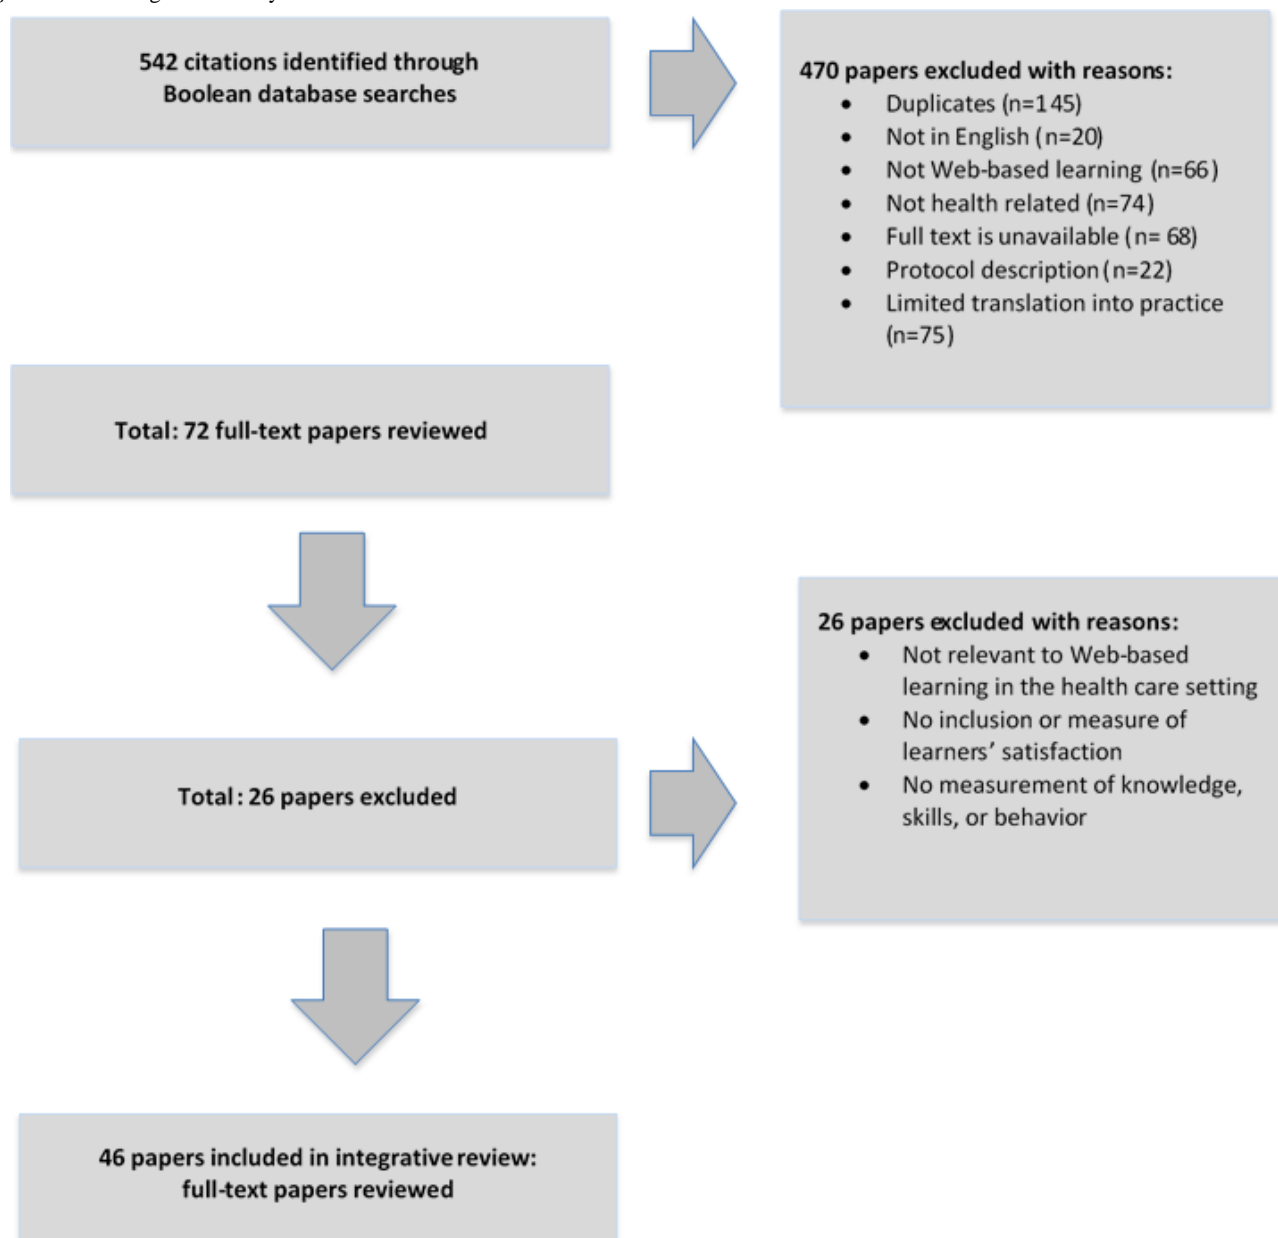 542 citations identified through
Boolean database searches
470 papers excluded with reasons:
• Duplicates (n=145)
• Not in English (n=20)
• Not Web-based learning (n=66)
• Not health related (n=74)
• Full text is unavailable (n= 68)
• Protocol description (n=22)
• Limited translation into practice
(n=75)
Total: 72 full-text papers reviewed
26 papers excluded with reasons:
• Not relevant to Web-based
learning in the health care setting
• No inclusion or measure of
learners’ satisfaction
• No measurement of knowledge,
skills, or behavior
Total: 26 papers excluded
46 papers included in integrative review:
full-text papers reviewed